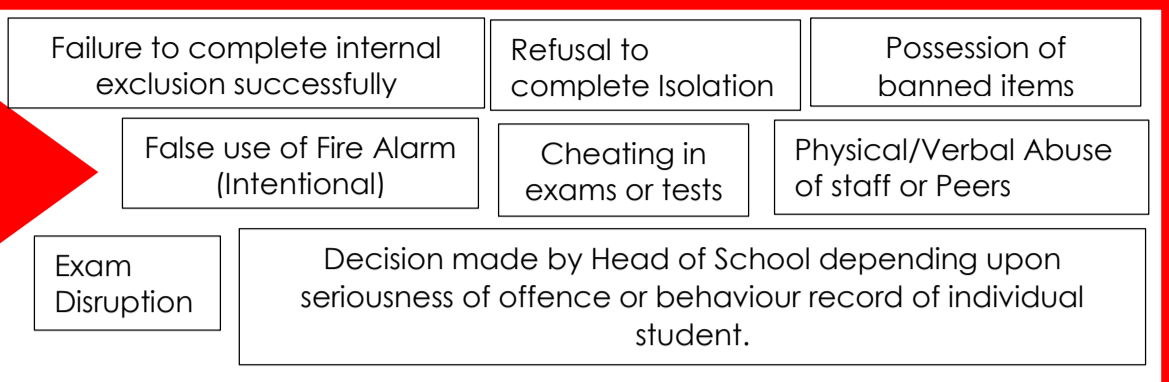 Failure to complete internal
exclusion successfully
Refusal to
complete Isolation
Possession of
banned items
False use of Fire Alarm
(Intentional)
Cheating in
exams or tests
Physical/Verbal Abuse
of staff or Peers
Exam
Disruption
Decision made by Head of School depending upon
seriousness of offence or behaviour record of individual
student.